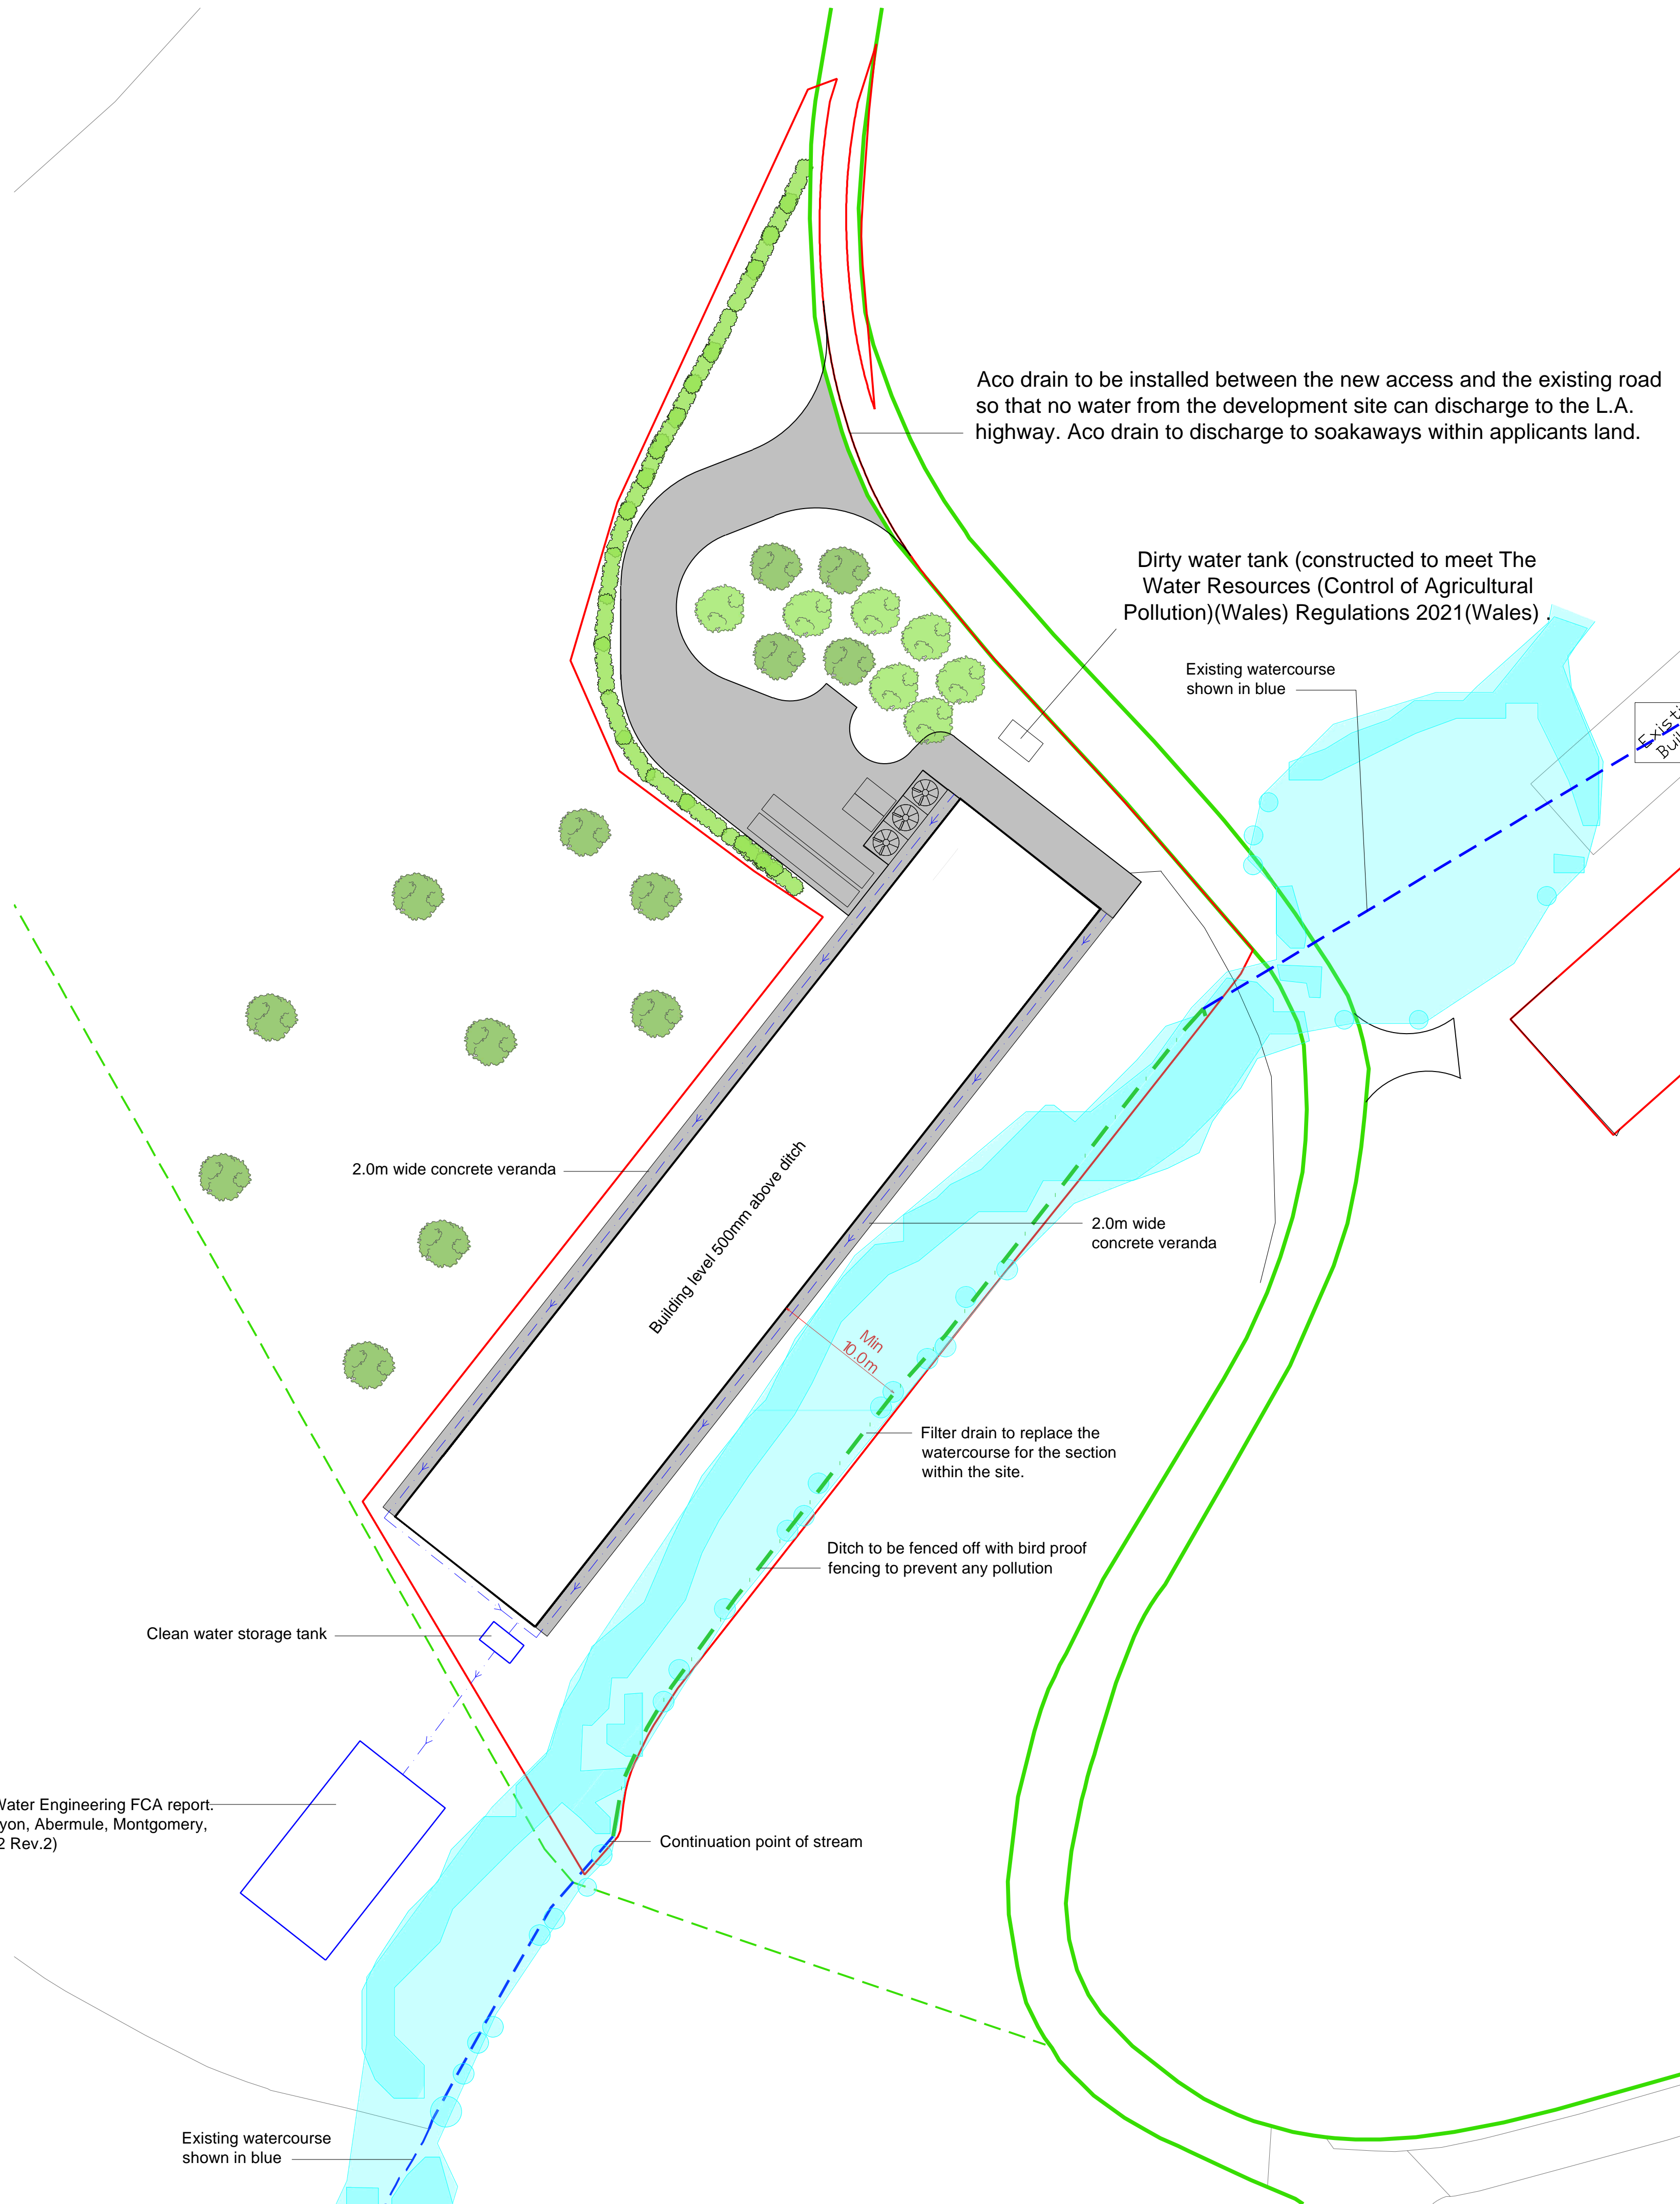 Aco drain to be installed between the new access and the existing road
so that no water from the development site can discharge to the L.A.
highway. Aco drain to discharge to soakaways within applicants land.
Dirty water tank (constructed to meet The
Water Resources (Control of Agricultural
Pollution)(Wales) Regulations 2021(Wales) .
Existing watercourse
shown in blue
2.0m wide concrete veranda
Building level 500mm above ditch
2.0m wide
concrete veranda
Min
10.0m
Filter drain to replace the
watercourse for the section
within the site.
Ditch to be fenced off with bird proof
fencing to prevent any pollution
Clean water storage tank
Water Engineering FCA report.
yon, Abermule, Montgomery,
2 Rev.2)
Continuation point of stream
Existing watercourse
shown in blue